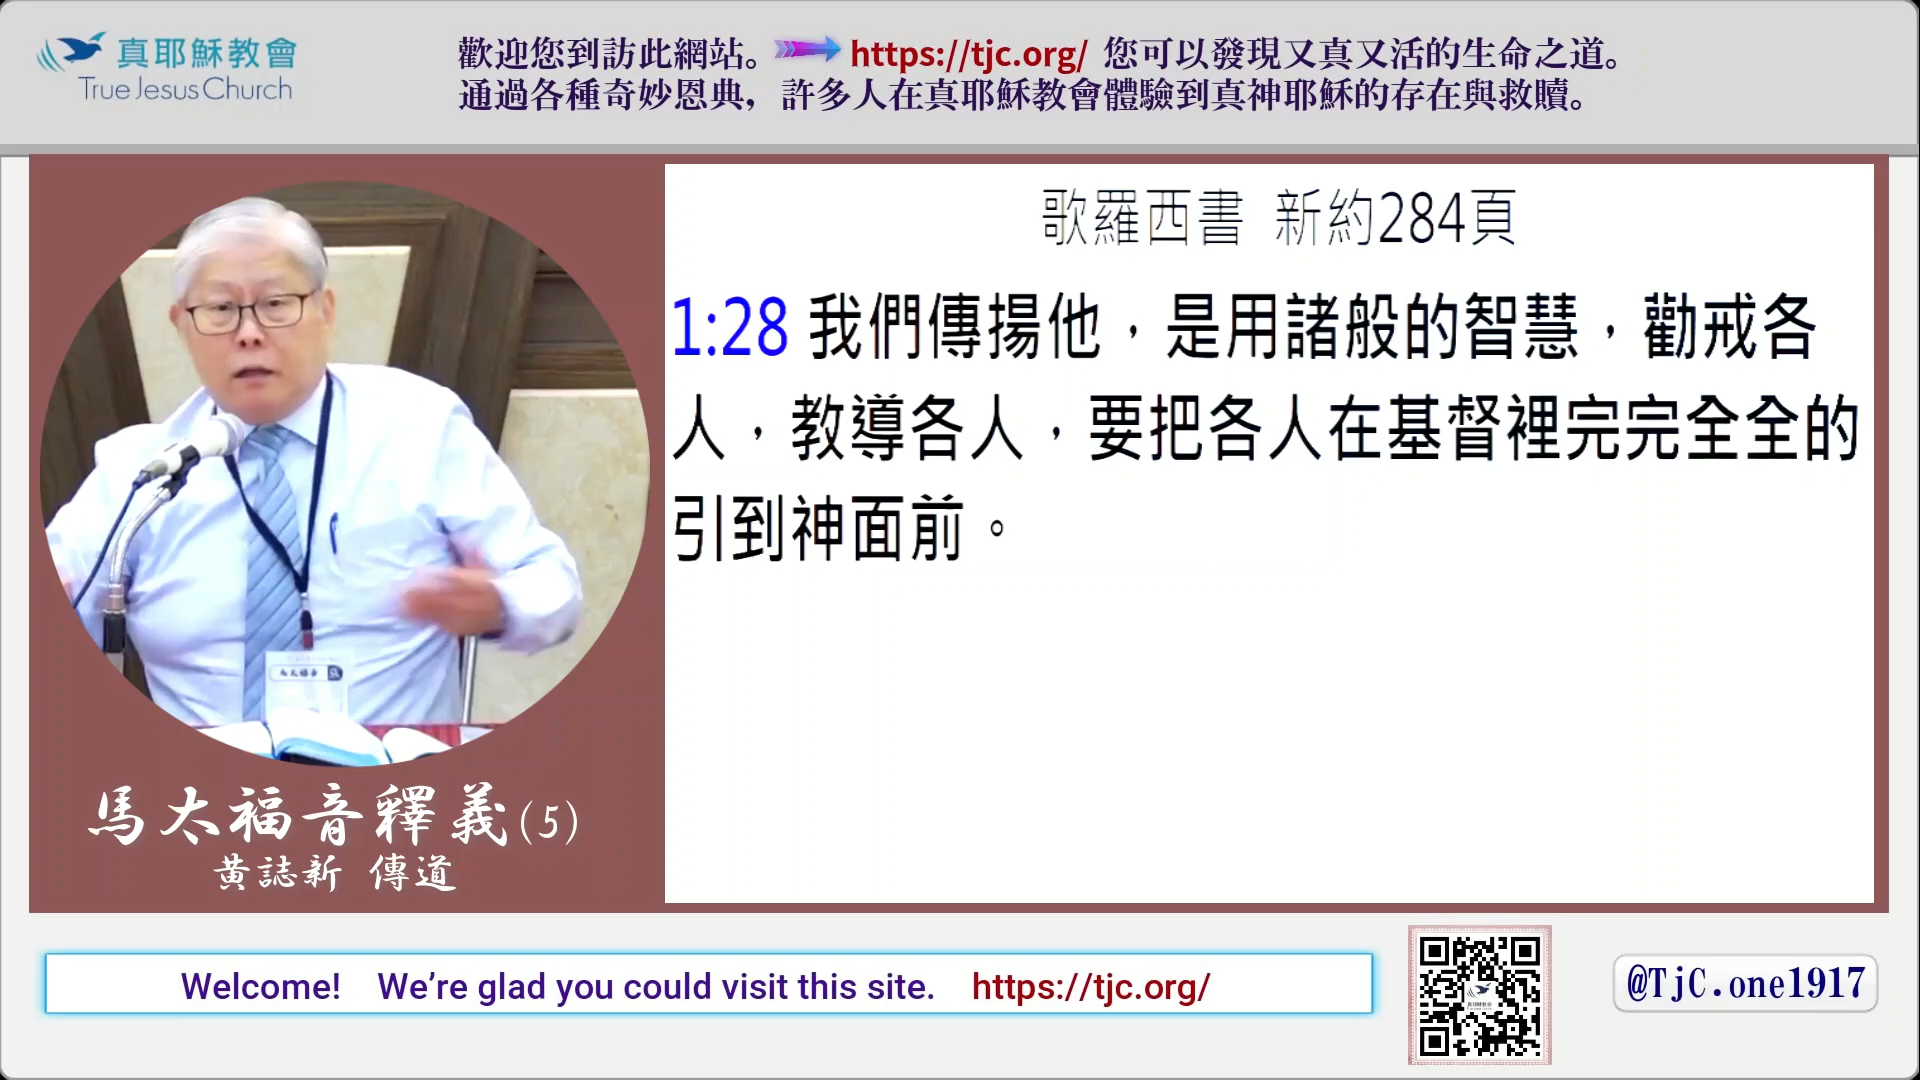 真耶穌教會
True Jesus Church
歡迎您到訪此網站。 https://tjc.org/ 您可以發現又真又活的生命之道。
通過各種奇妙恩典，許多人在真耶穌教會體驗到真神耶穌的存在與救贖。
歌羅西書 新約284頁
1:28 我們傳揚他，是用諸般的智慧，勸戒各
人，教導各人，要把各人在基督裡完完全全的
引到神面前。
馬太福音
馬太福音釋義(5)
黄誌新 傳道
Welcome! We’re glad you could visit this site. https://tjc.org/
@TjC.one1917